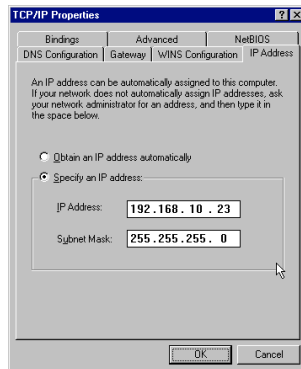 TCP/IP Properties
Bindings Advanced NetBIOS
DNS Configuration Gateway WINS Configuration IP Address
An IP address can be automatically assigned to this computer.
If your network does not automatically assign IP addresses, ask
your network administrator for an address, and then type it in
the space below.
Obtain an IP address automatically
Specify an IP address:
IP Address: 192.168. 10 . 23
Subnet Mask: 255.255.255. 0
OK Cancel